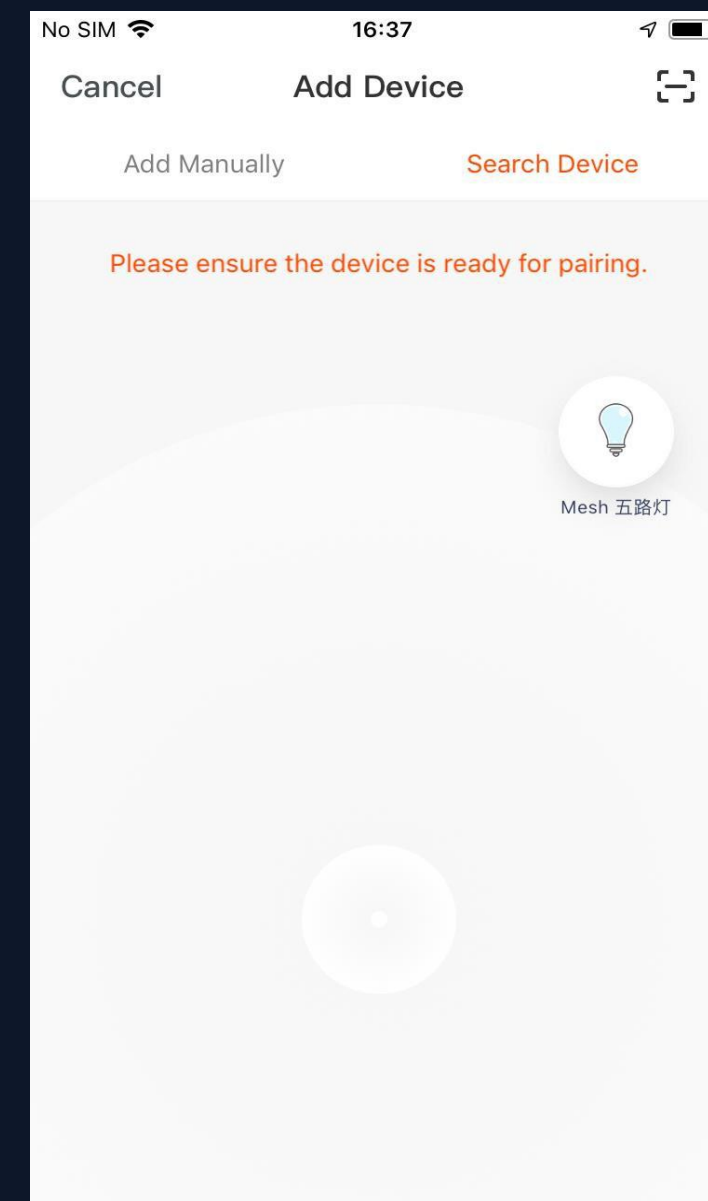 No SIM 16:37
Cancel Add Device
Add Manually Search Device
Please ensure the device is ready for pairing.
Mesh 五路灯